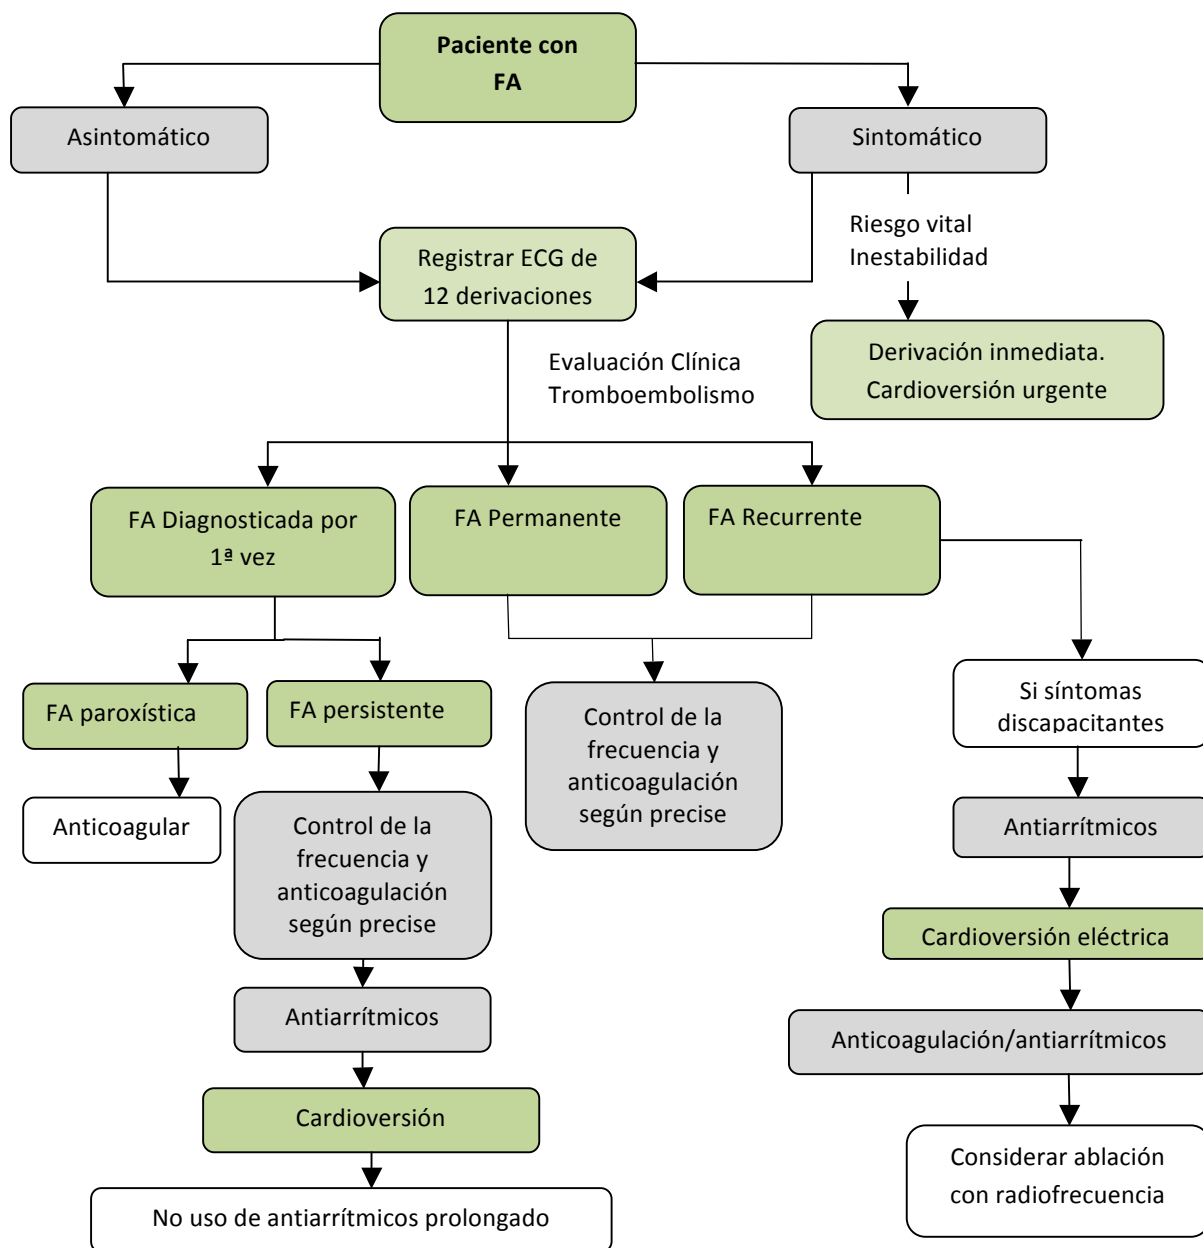 Paciente con
FA
Asintomático
Sintomático
Riesgo vital
Inestabilidad
Registrar ECG de
12 derivaciones
Derivación inmediata.
Cardioversión urgente
Evaluación Clínica
Tromboembolismo
FA Diagnosticada por
1ª vez
FA Permanente
FA Recurrente
FA paroxística
FA persistente
Control de la
frecuencia y
anticoagulación
según precise
Si síntomas
discapacitantes
Anticoagular
Control de la
frecuencia y
anticoagulación
según precise
Antiarrítmicos
Cardioversión eléctrica
Antiarrítmicos
Anticoagulación/antiarrítmicos
Cardioversión
Considerar ablación
con radiofrecuencia
No uso de antiarrítmicos prolongado